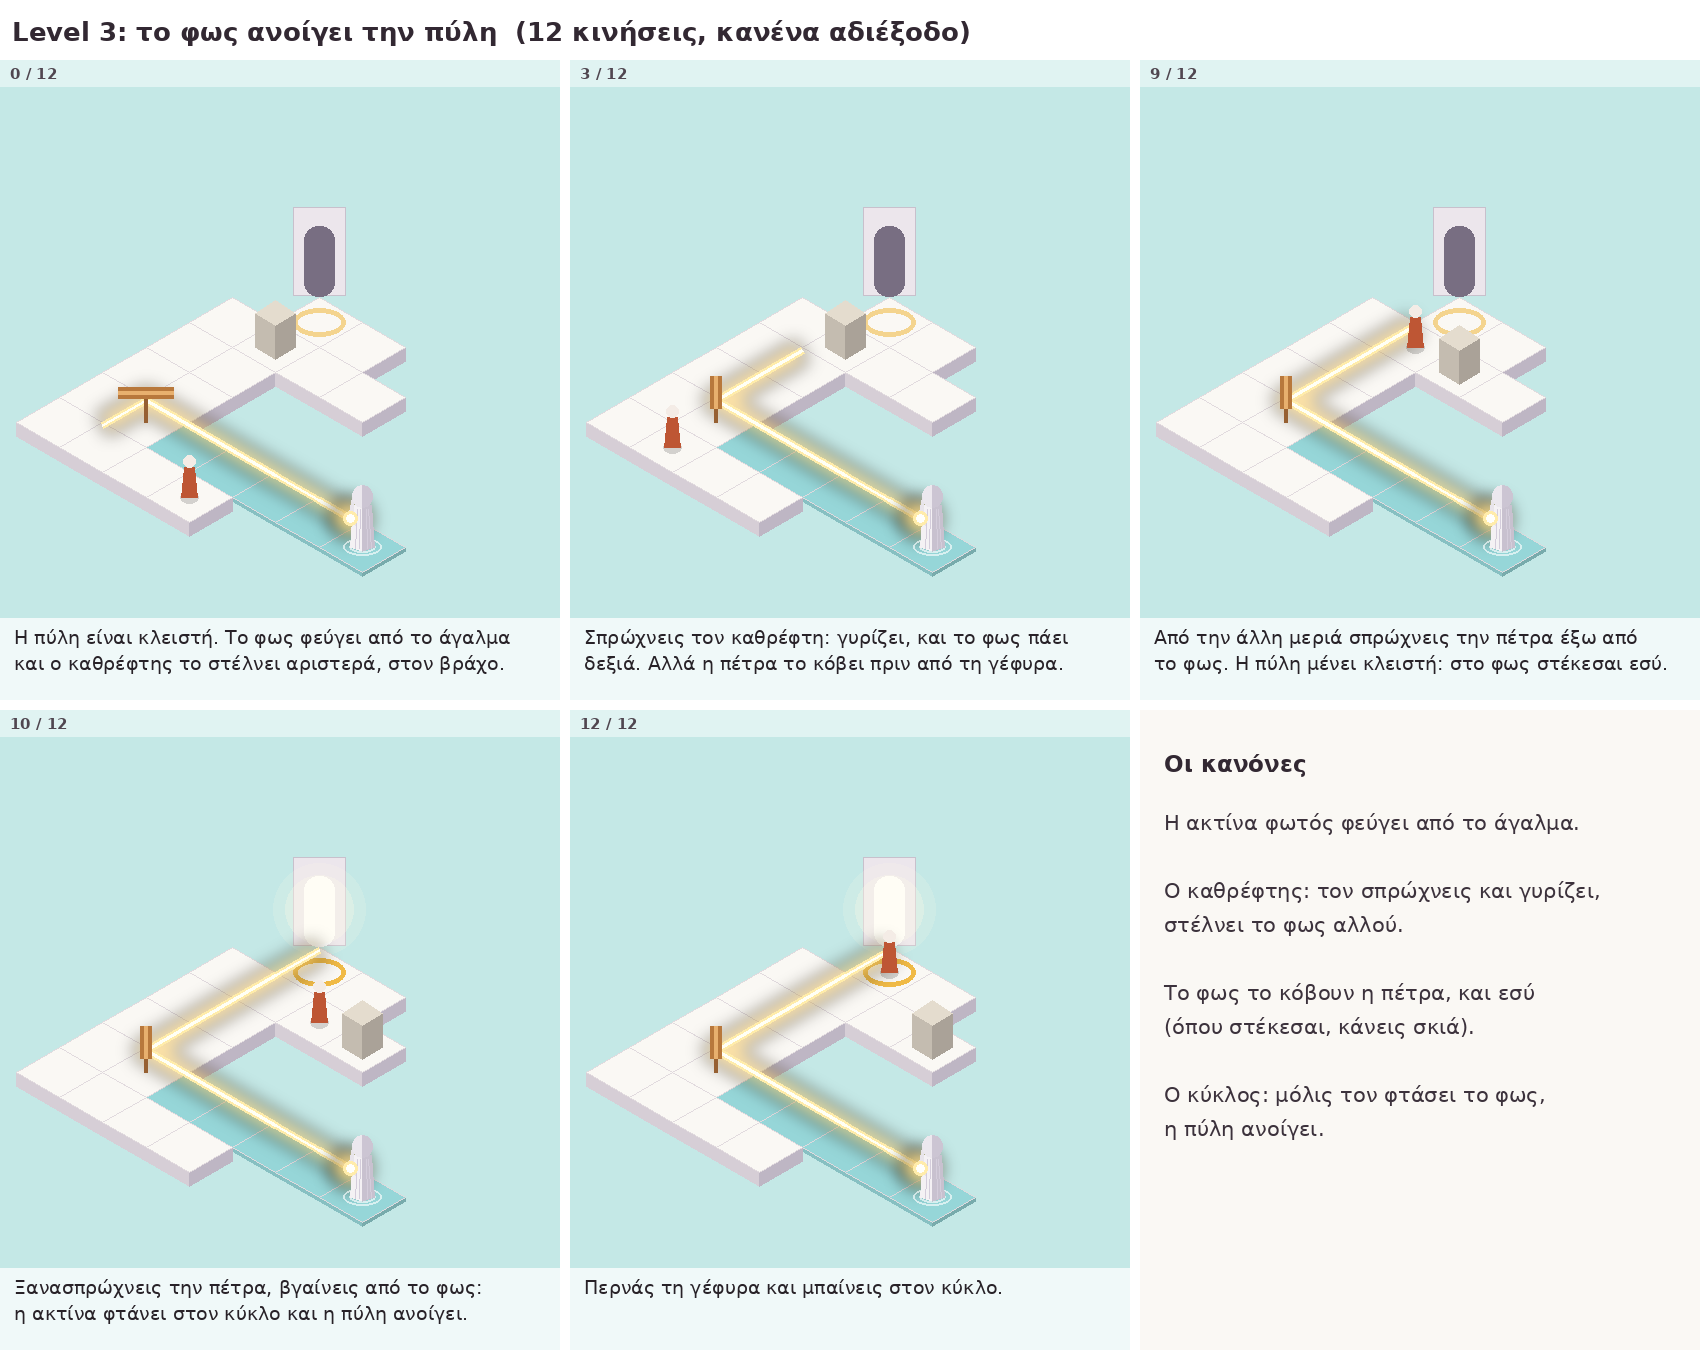 Level 3: το φως ανοίγει την πύλη (12 κινήσεις, κανένα αδιέξοδο)
0 / 12
3 / 12
9 / 12
Η πύλη είναι κλειστή. Το φως φεύγει από το άγαλμα
και ο καθρέφτης το στέλνει αριστερά, στον βράχο.
Σπρώχνεις τον καθρέφτη: γυρίζει, και το φως πάει
δεξιά. Αλλά η πέτρα το κόβει πριν από τη γέφυρα.
Από την άλλη μεριά σπρώχνεις την πέτρα έξω από
το φως. Η πύλη μένει κλειστή: στο φως στέκεσαι εσύ.
10 / 12
12 / 12
Ξανασπρώχνεις την πέτρα, βγαίνεις από το φως:
η ακτίνα φτάνει στον κύκλο και η πύλη ανοίγει.
Περνάς τη γέφυρα και μπαίνεις στον κύκλο.
Οι κανόνες
Η ακτίνα φωτός φεύγει από το άγαλμα.
Ο καθρέφτης: τον σπρώχνεις και γυρίζει,
στέλνει το φως αλλού.
Το φως το κόβουν η πέτρα, και εσύ
(όπου στέκεσαι, κάνεις σκιά).
Ο κύκλος: μόλις τον φτάσει το φως,
η πύλη ανοίγει.